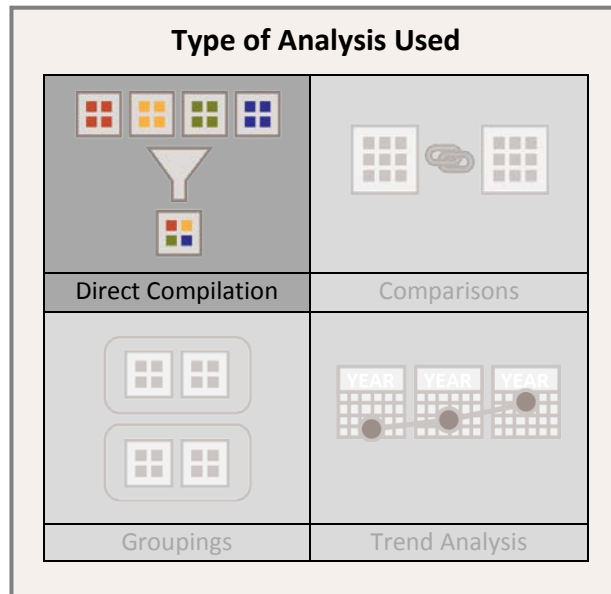 Type of Analysis Used
Direct Compilation
Comparisons
YEAR YEAR YEAR
Groupings
Trend Analysis